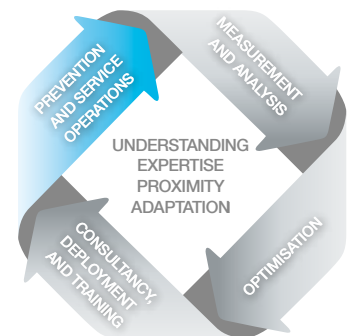 PREVENTION
AND SERVICE
OPERATIONS
MEASUREMENT
AND ANALYSIS
UNDERSTANDING
EXPERTISE
PROXIMITY
ADAPTATION
CONSULTANCY,
DEPLOYMENT
AND TRAINING
OPTIMISATION